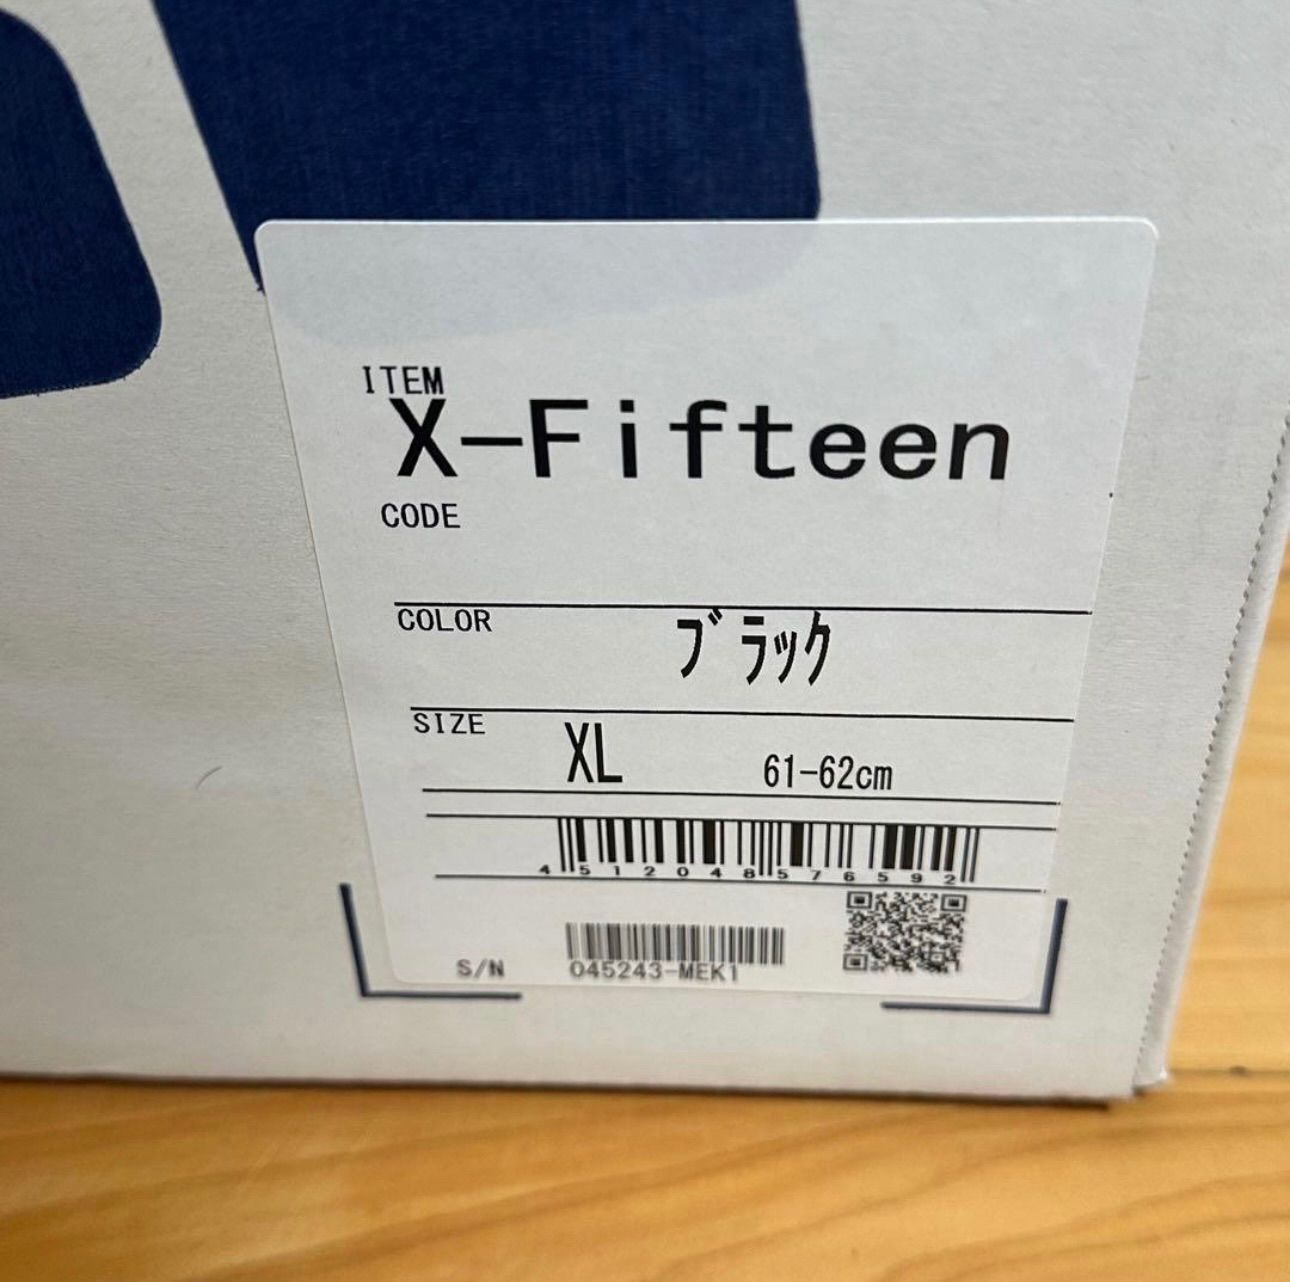 ITEM
X-Fifteen
CODE
COLOR ブラック
SIZE XL 61-62cm
4512048576592
S/N 045243-MEK1